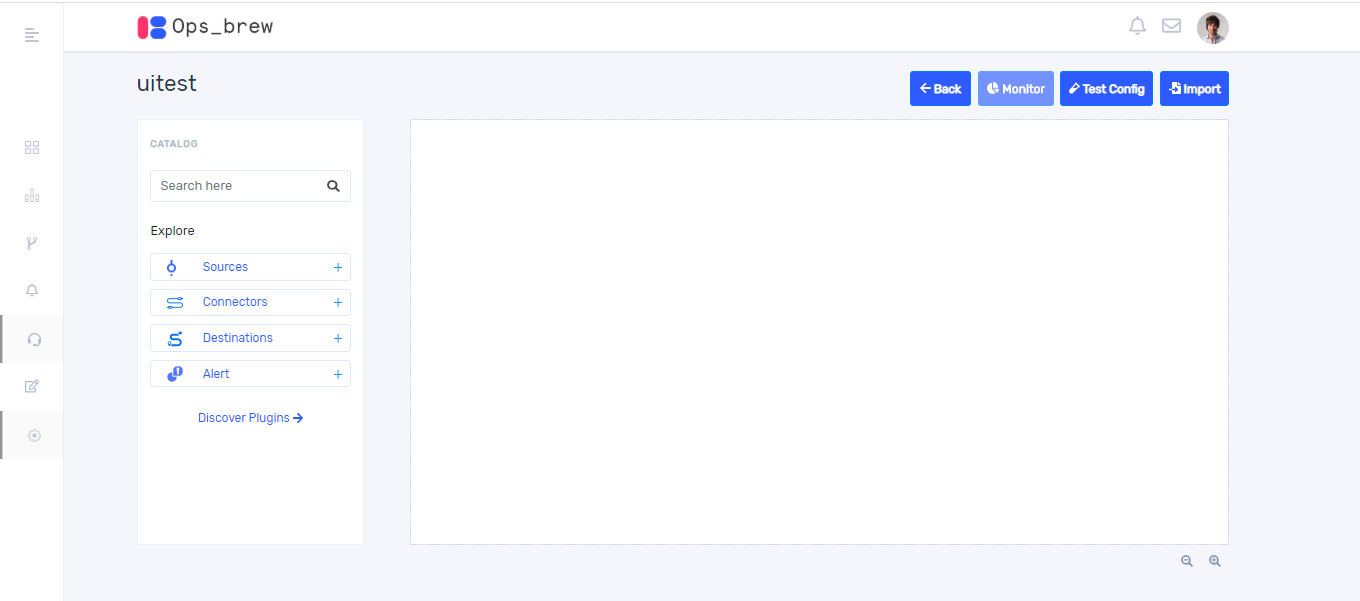 Ops_brew
uitest
Back
Monitor
Test Config
Import
CATALOG
Search here
Explore
Sources
Connectors
Destinations
Alert
Discover Plugins